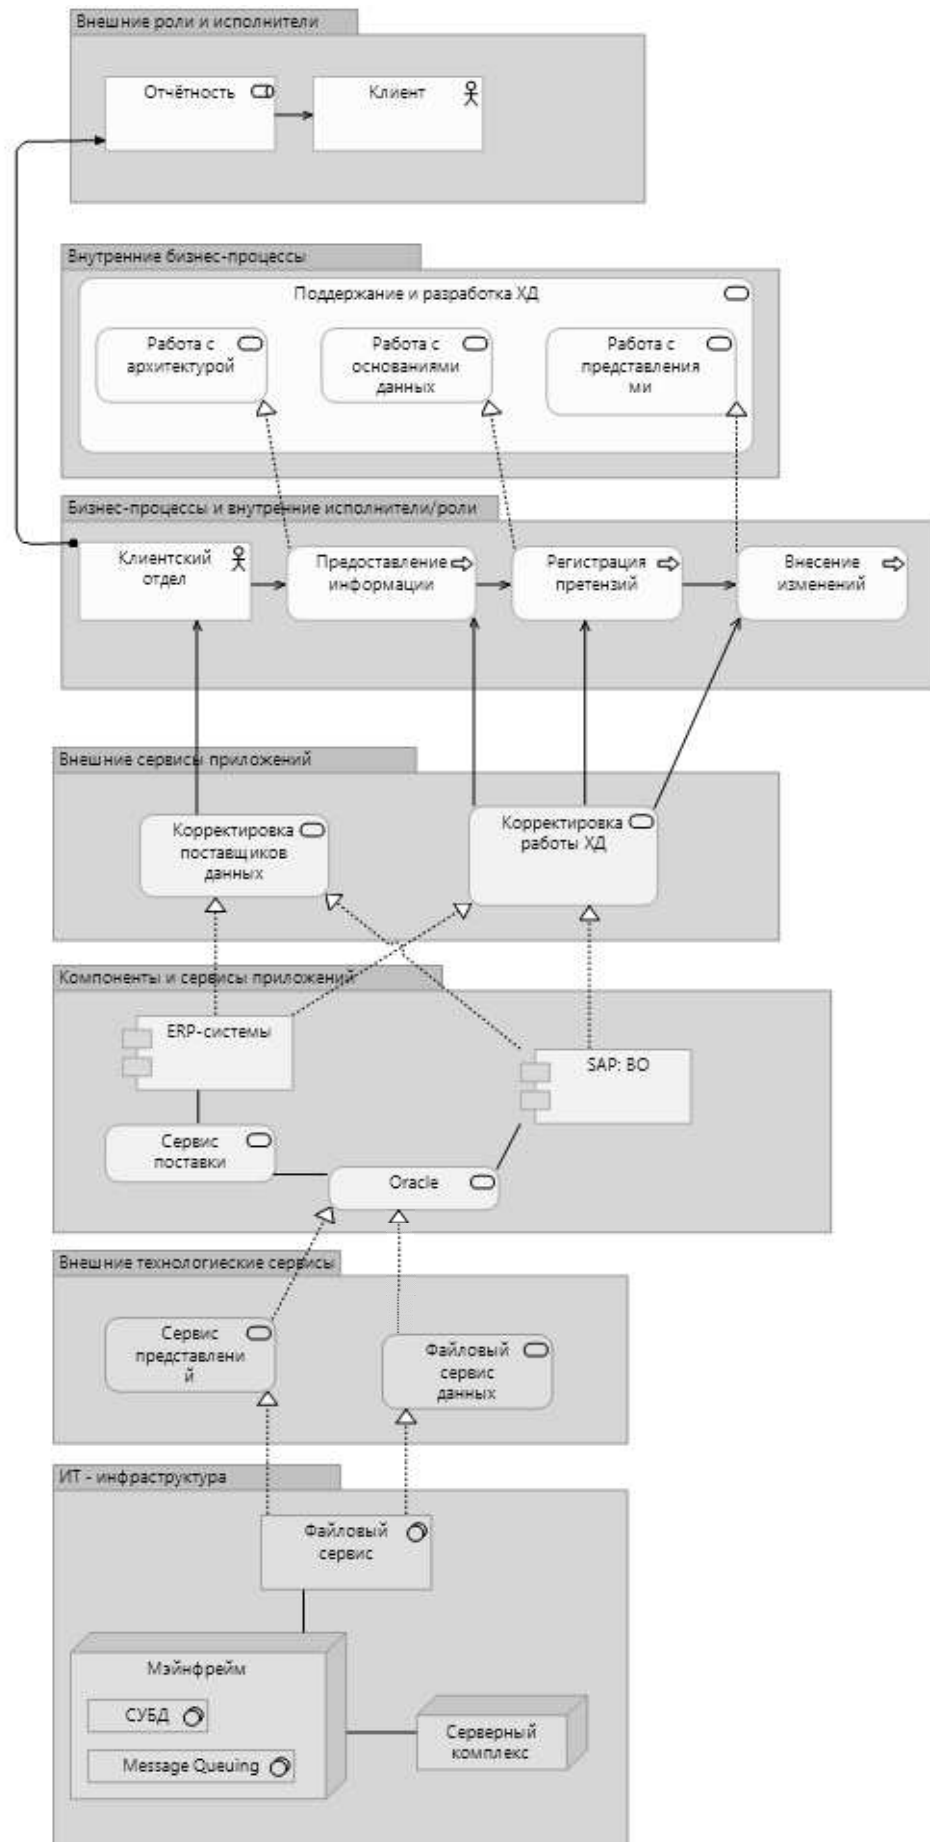 Внешние роли и исполнители
Отчётность
Клиент
Внутренние бизнес-процессы
Поддержание и разработка ХД
Работа с
архитектурой
Работа с
основаниями
данных
Работа с
представления
ми
Бизнес-процессы и внутренние исполнители/роли
Клиентский
отдел
Предоставление
информации
Регистрация
претензий
Внесение
изменений
Внешние сервисы приложений
Корректировка
поставщиков
данных
Корректировка
работы ХД
Компоненты и сервисы приложений
ERP-системы
SAP: BO
Сервис
поставки
Oracle
Внешние технологиеские сервисы
Сервис
представлени
й
Файловый
сервис
данных
ИТ - инфраструктура
Файловый
сервис
Мэйнфрейм
СУБД
Message Queuing
Серверный
комплекс